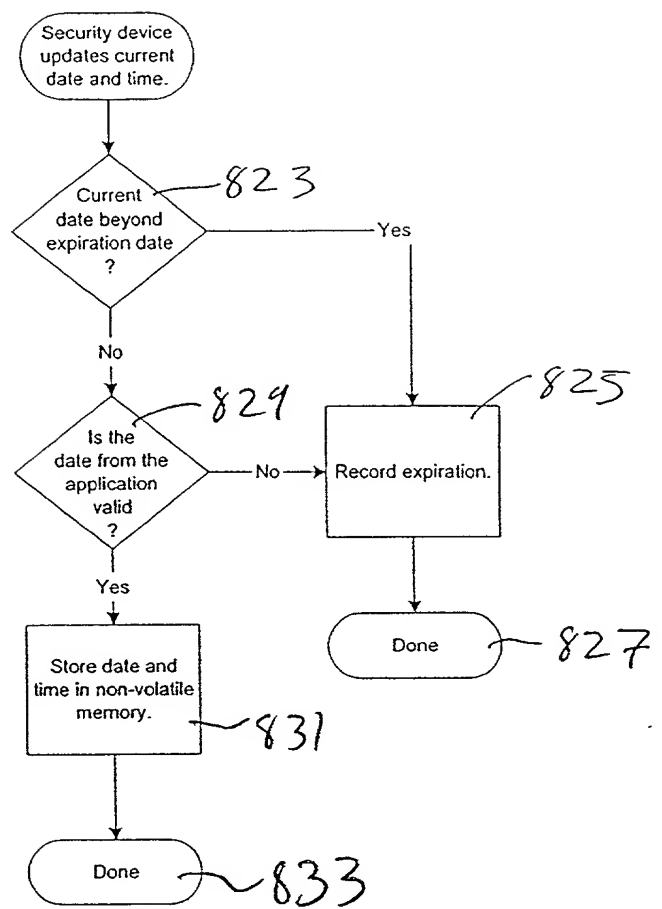 Security device
updates current
date and time.
823
Current
date beyond
expiration date
?
Yes
No
829
825
Is the
date from the
application
valid
?
No
Record expiration.
Yes
Done
827
Store date and
time in non-volatile
memory.
831
Done
833